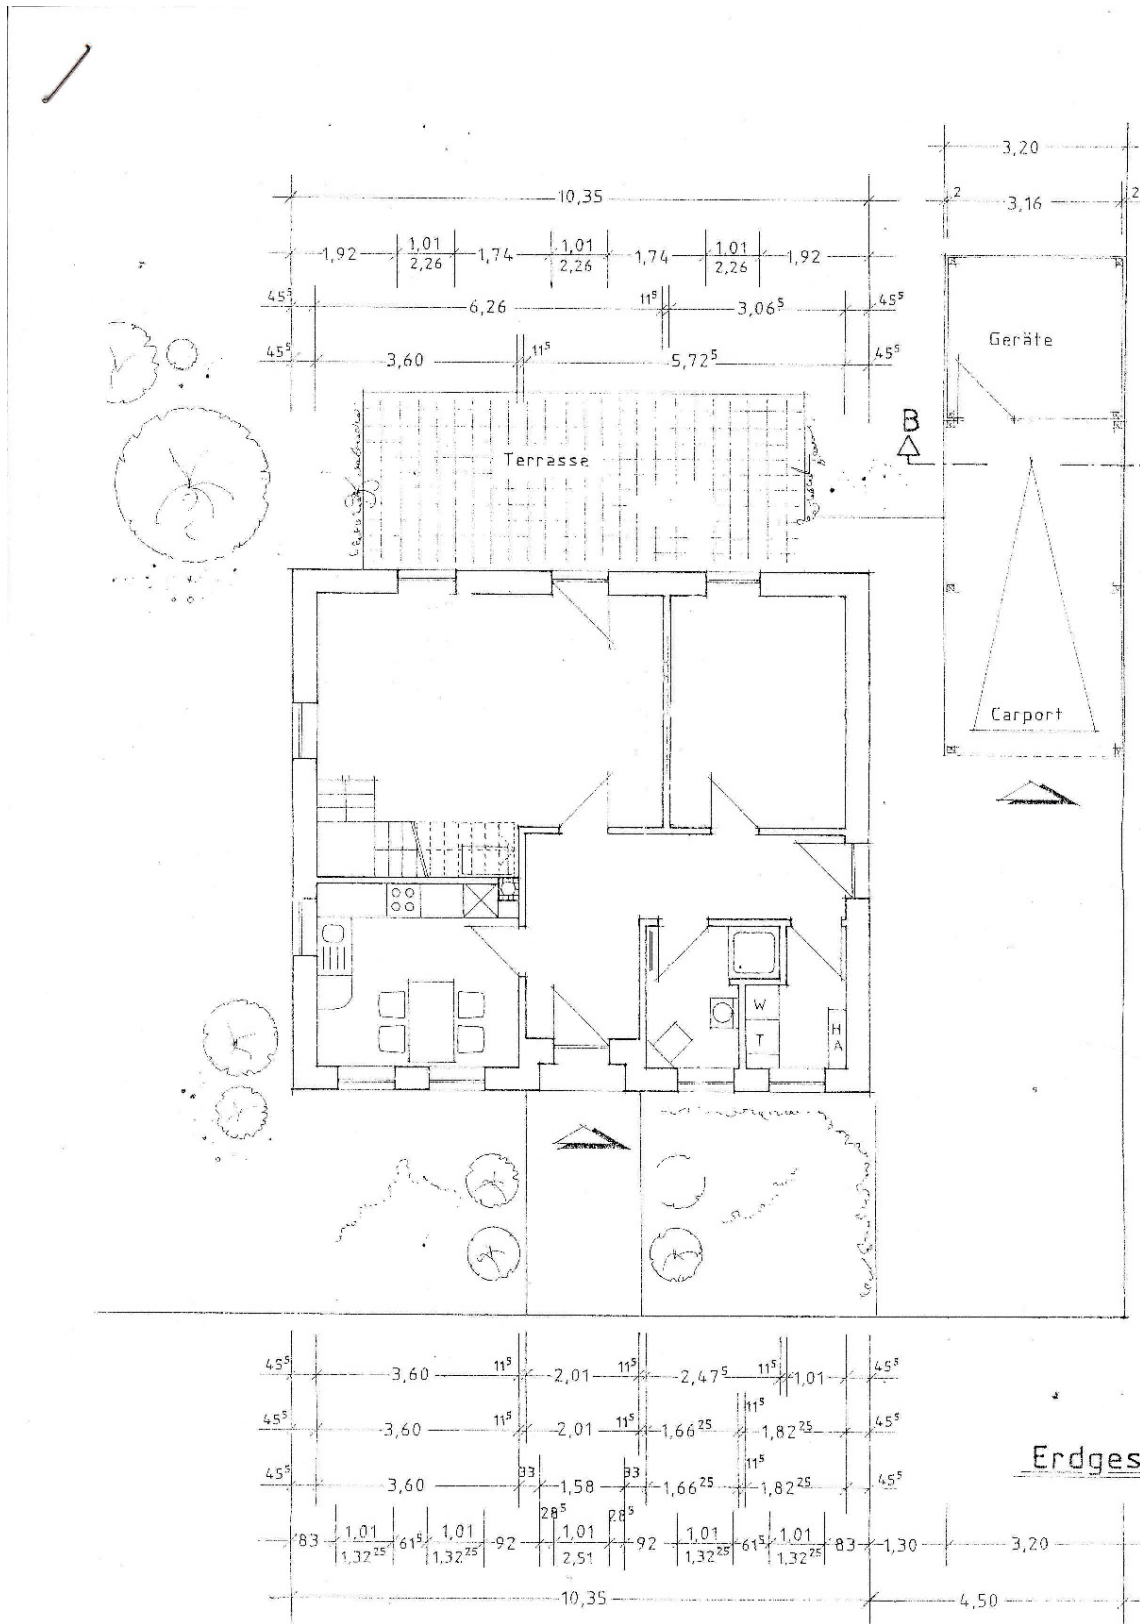 3,20
10,35
2 3,16 2
1,92 1,01 1,74 1,01 1,74 1,01 1,92
2,26 2,26 2,26
45⁵ 6,26 11⁵ 3,06⁵ 45⁵
45⁵ 3,60 11⁵ 5,72⁵ 45⁵
Geräte
B
Terrasse
Carport
W
T
HA
45⁵ 3,60 11⁵ 2,01 11⁵ 2,47⁵ 11⁵ 1,01 45⁵
45⁵ 3,60 11⁵ 2,01 11⁵ 1,66²⁵ 11⁵ 1,82²⁵ 45⁵
Erdges
45⁵ 3,60 33 1,58 33 1,66²⁵ 11⁵ 1,82²⁵ 45⁵
83 1,01 61⁵ 1,01 92 28⁵ 1,01 28⁵ 92 1,01 61⁵ 1,01 83 1,30 3,20
1,32²⁵ 1,32²⁵ 2,51 1,32²⁵ 1,32²⁵
10,35 4,50